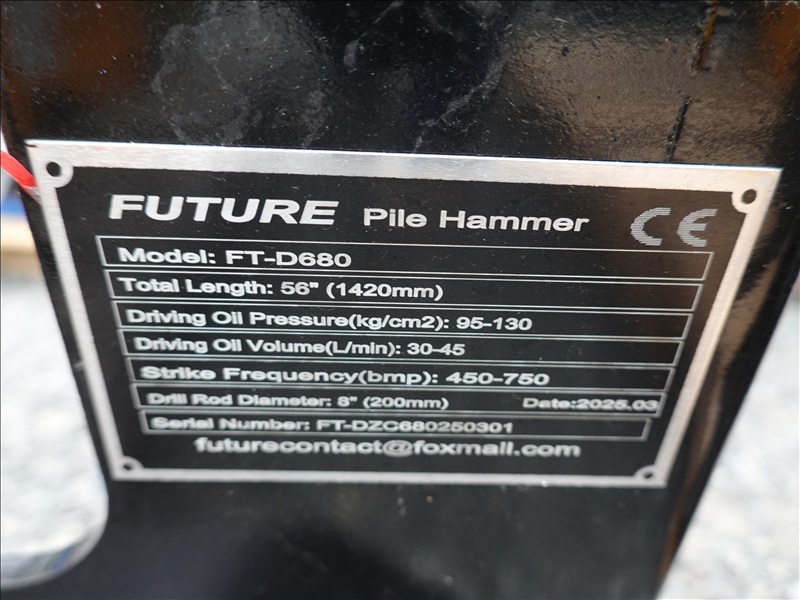 FUTURE Pile Hammer CE
Model: FT-D680
Total Length: 56" (1420mm)
Driving Oil Pressure(kg/cm2): 95-130
Driving Oil Volume(L/min): 30-45
Strike Frequency(bmp): 450-750
Drill Rod Diameter: 8" (200mm) Date:2025.03
Serial Number: FT-DZC680250301
futurecontact@foxmail.com